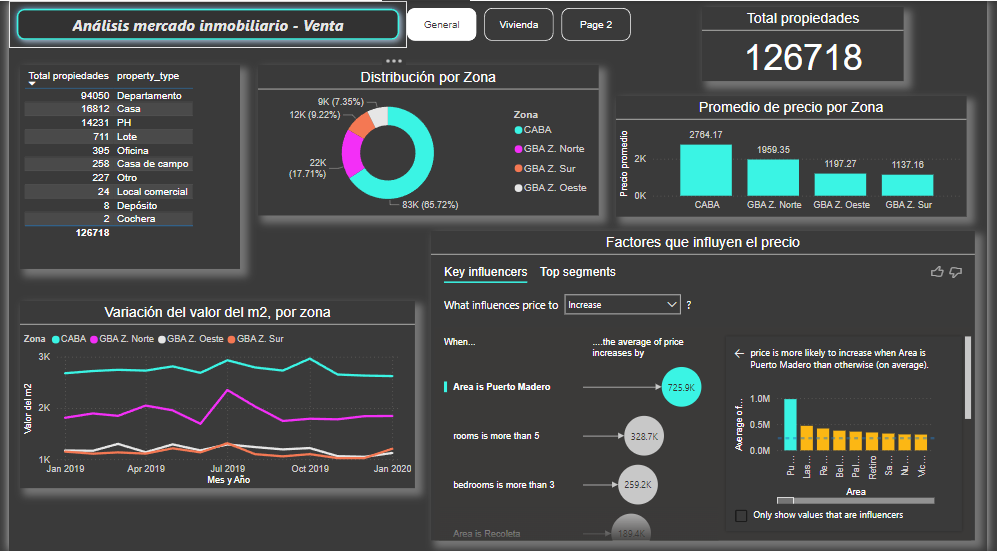 Análisis mercado inmobiliario - Venta
General
Vivienda
Page 2
Total propiedades
126718
Total propiedades property_type
94050 Departamento
16812 Casa
14231 PH
711 Lote
395 Oficina
258 Casa de campo
227 Otro
24 Local comercial
8 Depósito
2 Cochera
126718
Distribución por Zona
9K (7.35%)
12K (9.22%)
22K
(17.71%)
83K (65.72%)
Zona
CABA
GBA Z. Norte
GBA Z. Sur
GBA Z. Oeste
Promedio de precio por Zona
Precio promedio
2K
0K
2764.17
1959.35
1197.27
1137.16
CABA
GBA Z. Norte
GBA Z. Oeste
GBA Z. Sur
Variación del valor del m2, por zona
Zona CABA GBA Z. Norte GBA Z. Oeste GBA Z. Sur
Valor del m2
3K
2K
1K
Jan 2019 Apr 2019 Jul 2019 Oct 2019 Jan 2020
Mes y Año
Factores que influyen el precio
Key influencers Top segments
What influences price to Increase ?
When...
....the average of price
increases by
Area is Puerto Madero
725.9K
rooms is more than 5
328.7K
bedrooms is more than 3
259.2K
Area is Recoleta
189.4K
price is more likely to increase when Area is
Puerto Madero than otherwise (on average).
Average of...
1.0M
0.5M
0.0M
Pu...
Las...
Re...
Bel...
Pal...
Retiro
Sa...
Nu...
Vic...
Area
Only show values that are influencers